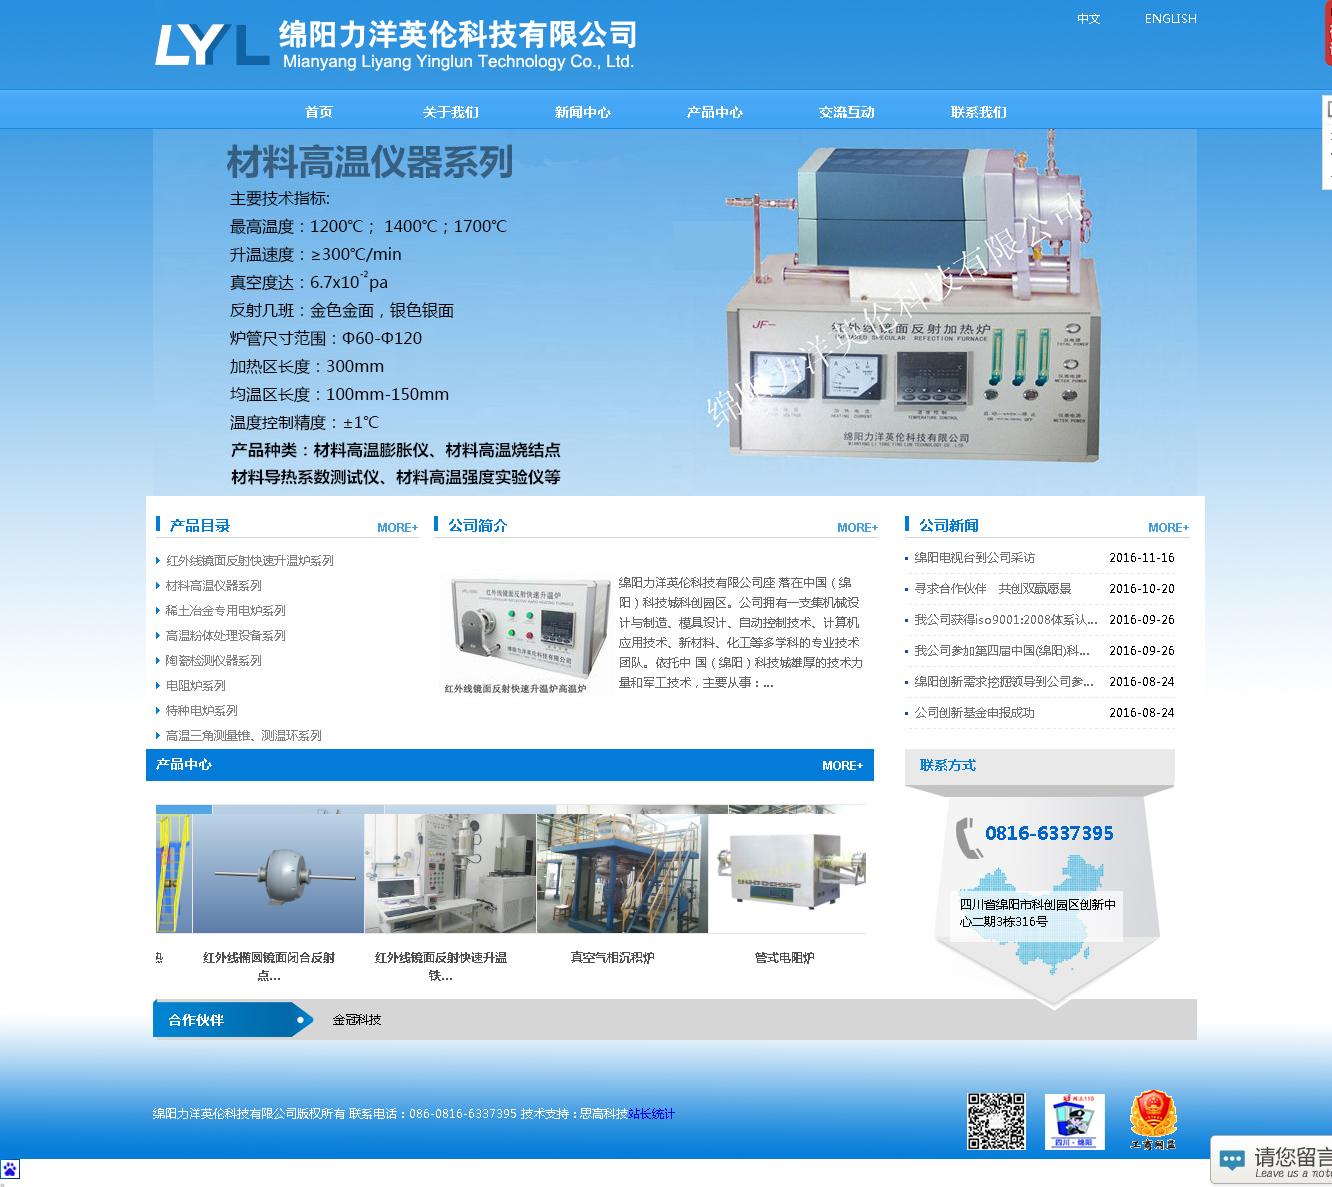 LYL 绵阳力洋英伦科技有限公司
Mianyang Liyang Yinglun Technology Co., Ltd.
中文 ENGLISH
首页 关于我们 新闻中心 产品中心 交流互动 联系我们
材料高温仪器系列
主要技术指标:
最高温度：1200℃； 1400℃；1700℃
升温速度：≥300℃/min
真空度达：6.7x10⁻²pa
反射几班：金色金面，银色银面
炉管尺寸范围：Φ60-Φ120
加热区长度：300mm
均温区长度：100mm-150mm
温度控制精度：±1℃
产品种类：材料高温膨胀仪、材料高温烧结点
材料导热系数测试仪、材料高温强度实验仪等
绵阳力洋英伦科技有限公司
JF-
红外线镜面反射加热炉
INFRARED SPECULAR REFECTION FURNACE
绵阳力洋英伦科技有限公司
产品目录 MORE+
红外线镜面反射快速升温炉系列
材料高温仪器系列
稀土冶金专用电炉系列
高温粉体处理设备系列
陶瓷检测仪器系列
电阻炉系列
特种电炉系列
高温三角测量锥、测温环系列
公司简介 MORE+
红外线镜面反射快速升温炉
绵阳力洋英伦科技有限公司
红外线镜面反射快速升温炉高温炉
绵阳力洋英伦科技有限公司座 落在中国（绵
阳）科技城科创园区。公司拥有一支集机械设
计与制造、模具设计、自动控制技术、计算机
应用技术、新材料、化工等多学科的专业技术
团队。依托中 国（绵阳）科技城雄厚的技术力
量和军工技术，主要从事：...
公司新闻 MORE+
绵阳电视台到公司采访 2016-11-16
寻求合作伙伴 共创双赢愿景 2016-10-20
我公司获得iso9001:2008体系认... 2016-09-26
我公司参加第四届中国(绵阳)科... 2016-09-26
绵阳创新需求挖掘领导到公司参... 2016-08-24
公司创新基金申报成功 2016-08-24
产品中心 MORE+
热
红外线椭圆镜面闭合反射
点...
红外线镜面反射快速升温
铁...
真空气相沉积炉
管式电阻炉
联系方式
0816-6337395
四川省绵阳市科创园区创新中
心二期3栋316号
合作伙伴 金冠科技
绵阳力洋英伦科技有限公司版权所有 联系电话：086-0816-6337395 技术支持：思高科技站长统计
网上110
四川·绵阳
工商网监
请您留言
Leave us a note